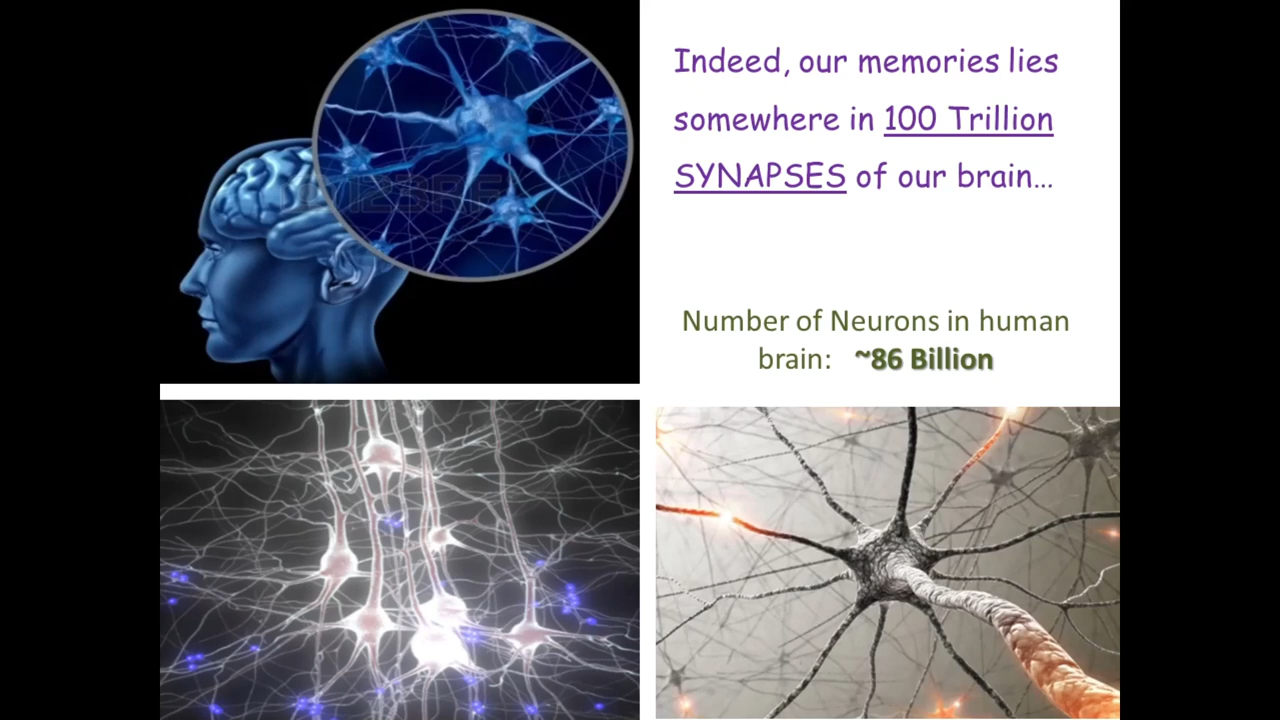 Indeed, our memories lies
somewhere in 100 Trillion
SYNAPSES of our brain...
Number of Neurons in human
brain: ~86 Billion